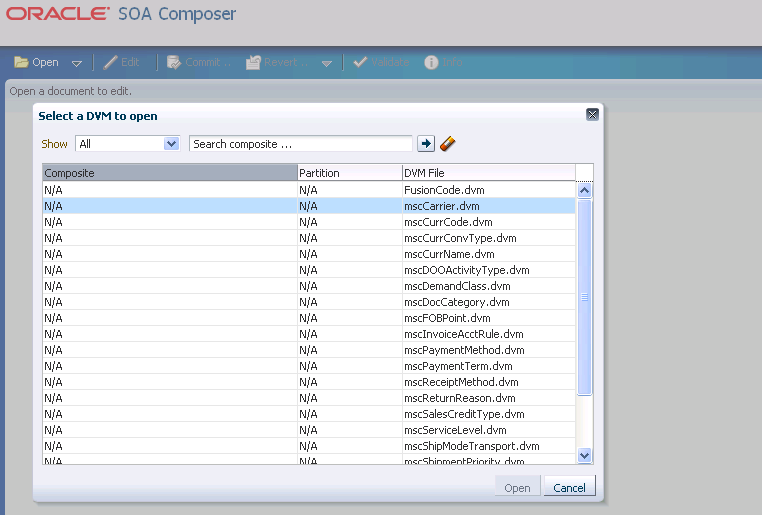 ORACLE® SOA Composer
Open Edit Commit... Revert... Validate Info
Open a document to edit.
Select a DVM to open
Show All Search composite ...
Composite Partition DVM File
N/A N/A FusionCode.dvm
N/A N/A mscCarrier.dvm
N/A N/A mscCurrCode.dvm
N/A N/A mscCurrConvType.dvm
N/A N/A mscCurrName.dvm
N/A N/A mscDOOActivityType.dvm
N/A N/A mscDemandClass.dvm
N/A N/A mscDocCategory.dvm
N/A N/A mscFOBPoint.dvm
N/A N/A mscInvoiceAcctRule.dvm
N/A N/A mscPaymentMethod.dvm
N/A N/A mscPaymentTerm.dvm
N/A N/A mscReceiptMethod.dvm
N/A N/A mscReturnReason.dvm
N/A N/A mscSalesCreditType.dvm
N/A N/A mscServiceLevel.dvm
N/A N/A mscShipModeTransport.dvm
N/A N/A mscShipmentPriority.dvm
Open Cancel